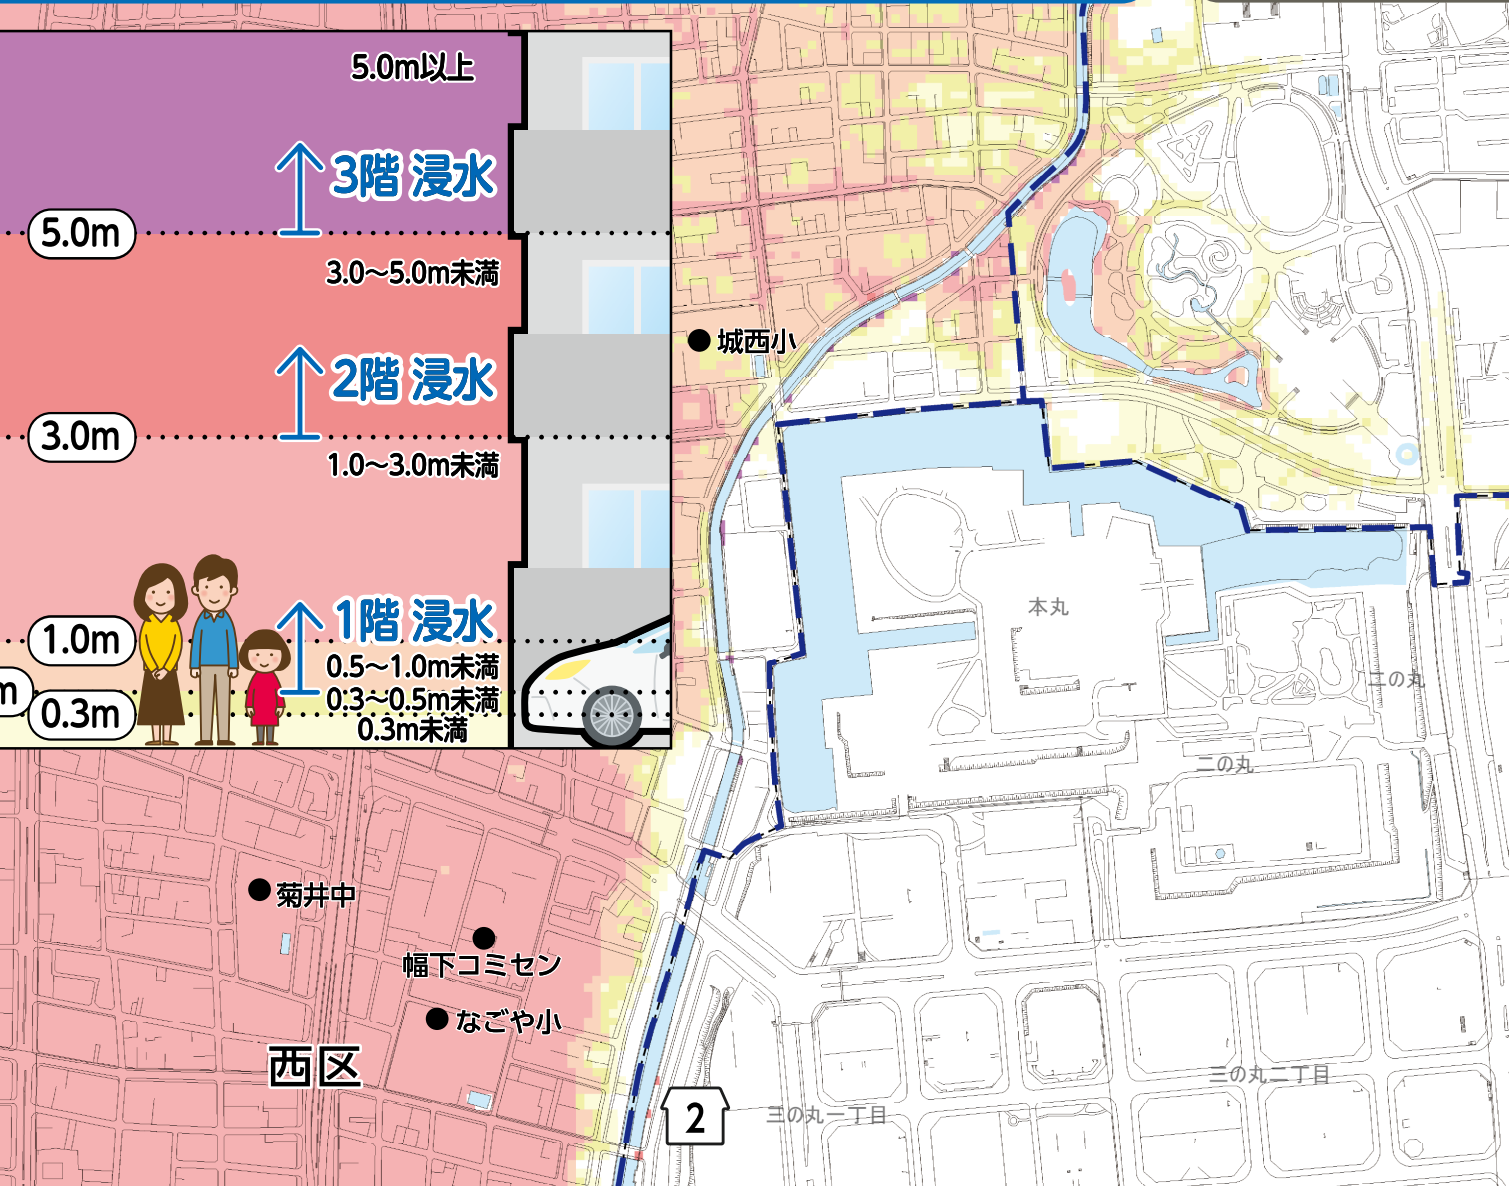 5.0m以上
3階 浸水
5.0m
3.0〜5.0m未満
城西小
2階 浸水
3.0m
1.0〜3.0m未満
本丸
1階 浸水
1.0m
0.5〜1.0m未満
二の丸
m
0.3〜0.5m未満
0.3m
0.3m未満
二の丸
菊井中
幅下コミセン
なごや小
西区
三の丸二丁目
2
三の丸一丁目